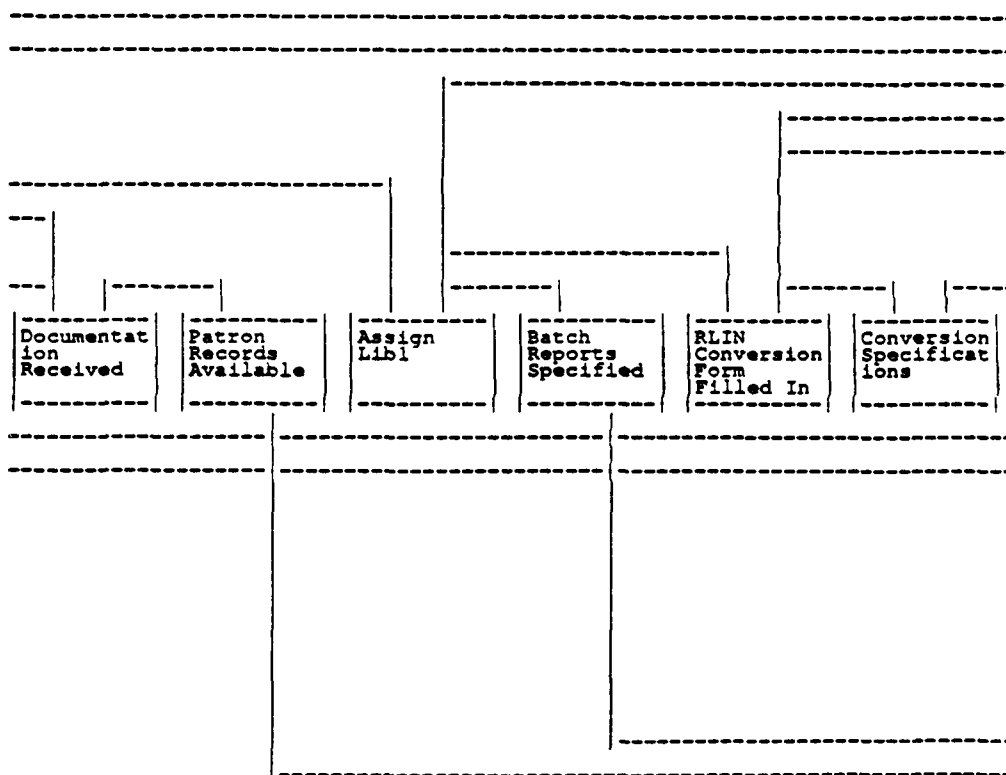 Documentat
ion
Received
Patron
Records
Available
Assign
Libl
Batch
Reports
Specified
RLIN
Conversion
Form
Filled In
Conversion
Specificat
ions